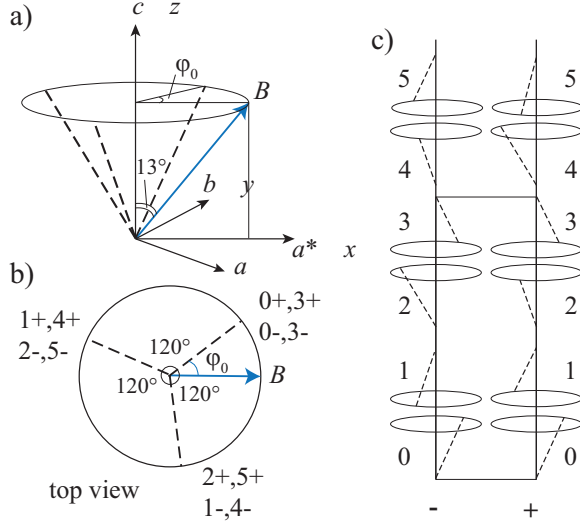 a)
c z
φ0
B
13°
b y
a* x
a
b)
1+,4+
2-,5-
0+,3+
0-,3-
120°
φ0
B
120° 120°
2+,5+
1-,4-
top view
c)
5 5
4 4
3 3
2 2
1 1
0 0
- +